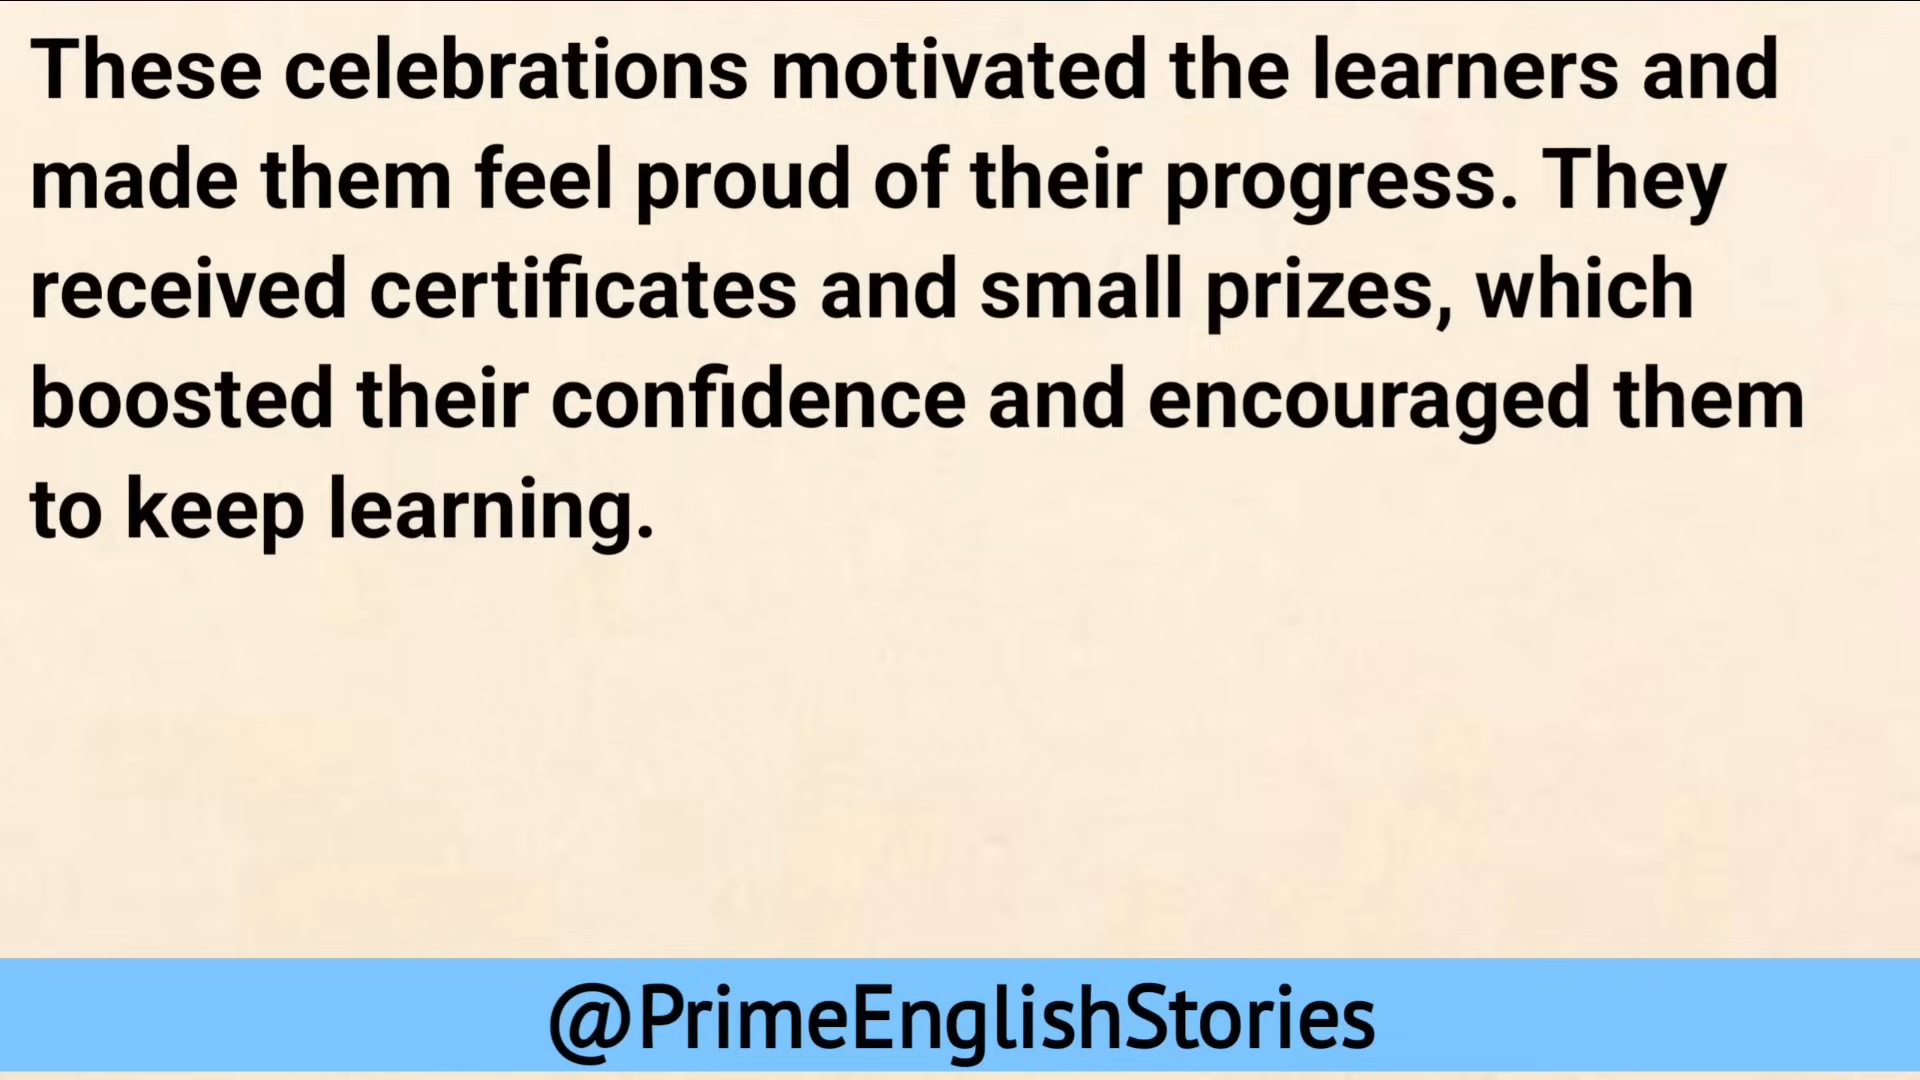 These celebrations motivated the learners and
made them feel proud of their progress. They
received certificates and small prizes, which
boosted their confidence and encouraged them
to keep learning.
@PrimeEnglishStories